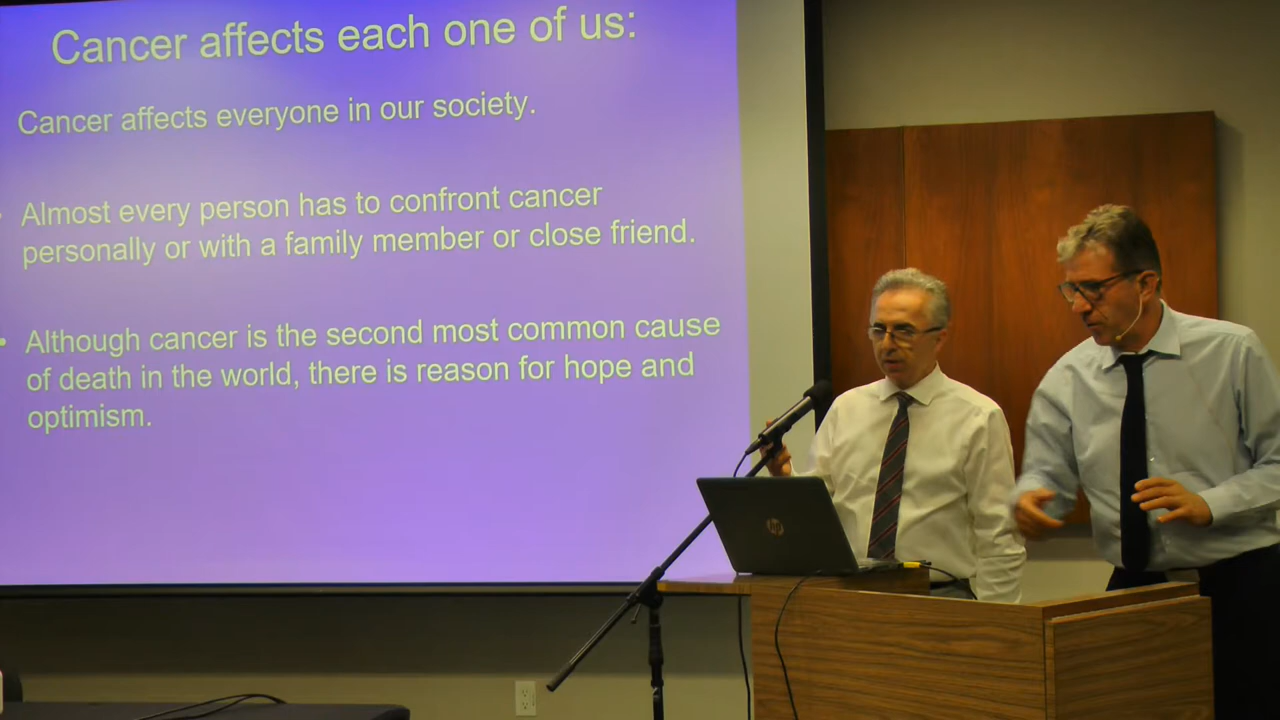 Cancer affects each one of us:
Cancer affects everyone in our society.
• Almost every person has to confront cancer
personally or with a family member or close friend.
• Although cancer is the second most common cause
of death in the world, there is reason for hope and
optimism.
hp